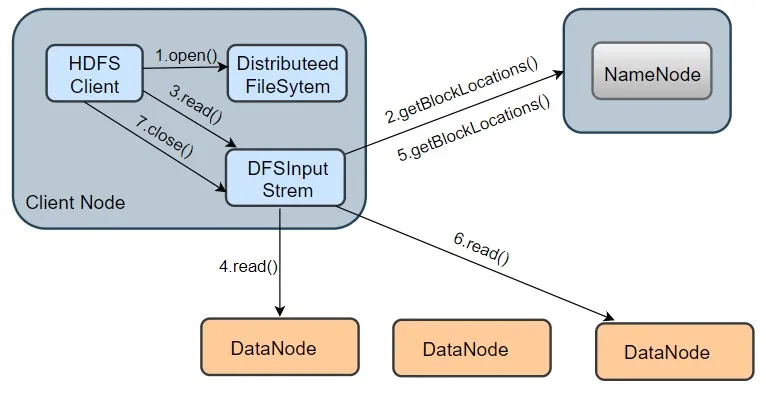 HDFS
Client
1.open()
Distributeed
FileSytem
3.read()
7.close()
DFSInput
Strem
Client Node
2.getBlockLocations()
5.getBlockLocations()
NameNode
4.read()
6.read()
DataNode
DataNode
DataNode